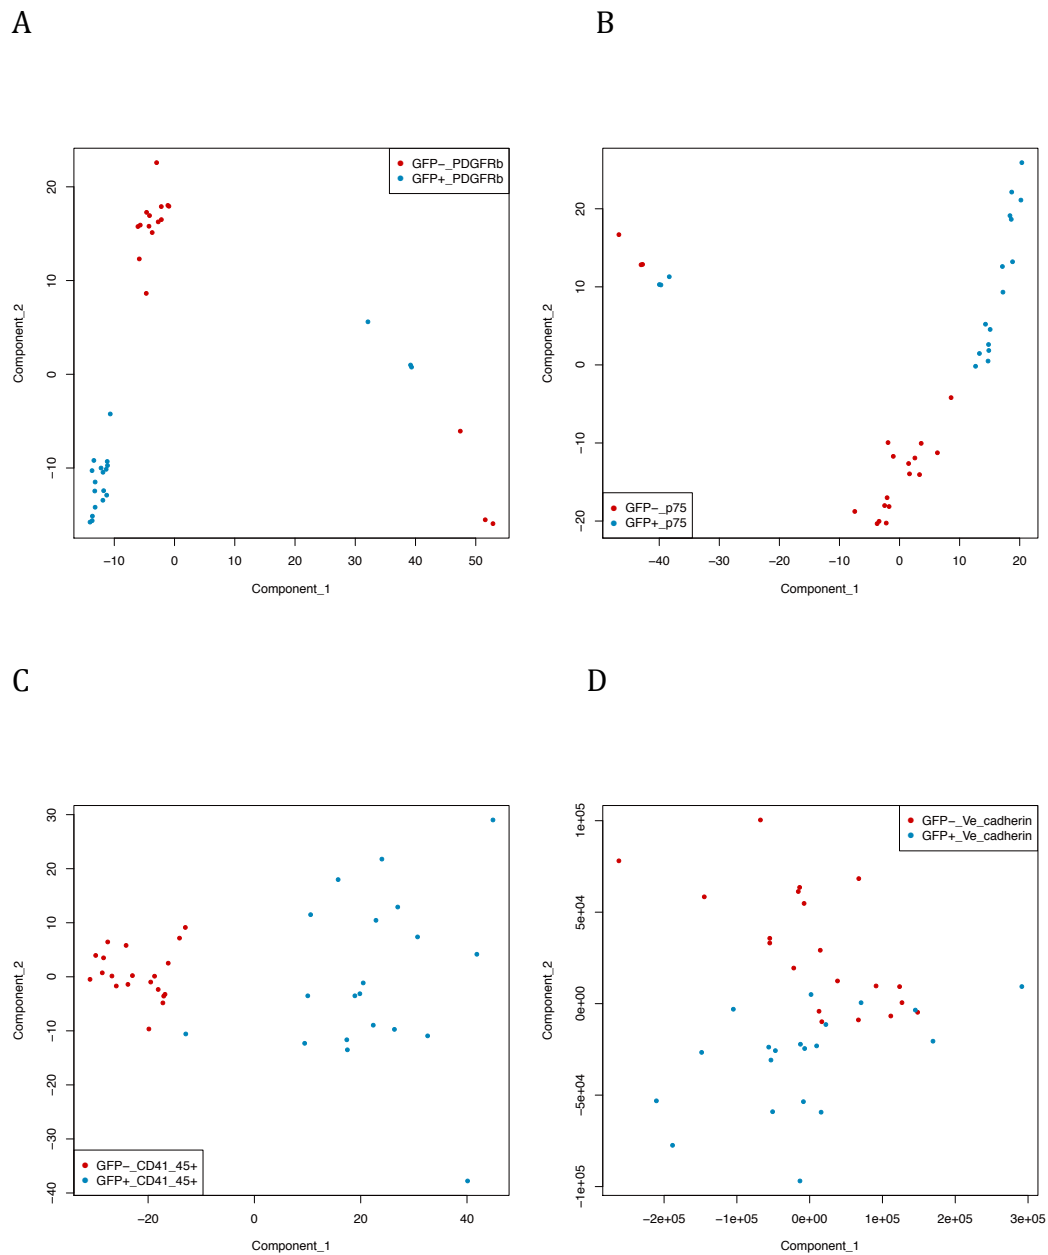 A
B
GFP−_PDGFRb
GFP+_PDGFRb
20
10
0
−10
Component_2
−10
0
10
20
30
40
50
Component_1
GFP−_p75
GFP+_p75
20
10
0
−10
−20
Component_2
−40
−30
−20
−10
0
10
20
Component_1
C
D
GFP−_CD41_45+
GFP+_CD41_45+
30
20
10
0
−10
−20
−30
−40
Component_2
−20
0
20
40
Component_1
GFP−_Ve_cadherin
GFP+_Ve_cadherin
1e+05
5e+04
0e+00
−5e+04
−1e+05
Component_2
−2e+05
−1e+05
0e+00
1e+05
2e+05
3e+05
Component_1